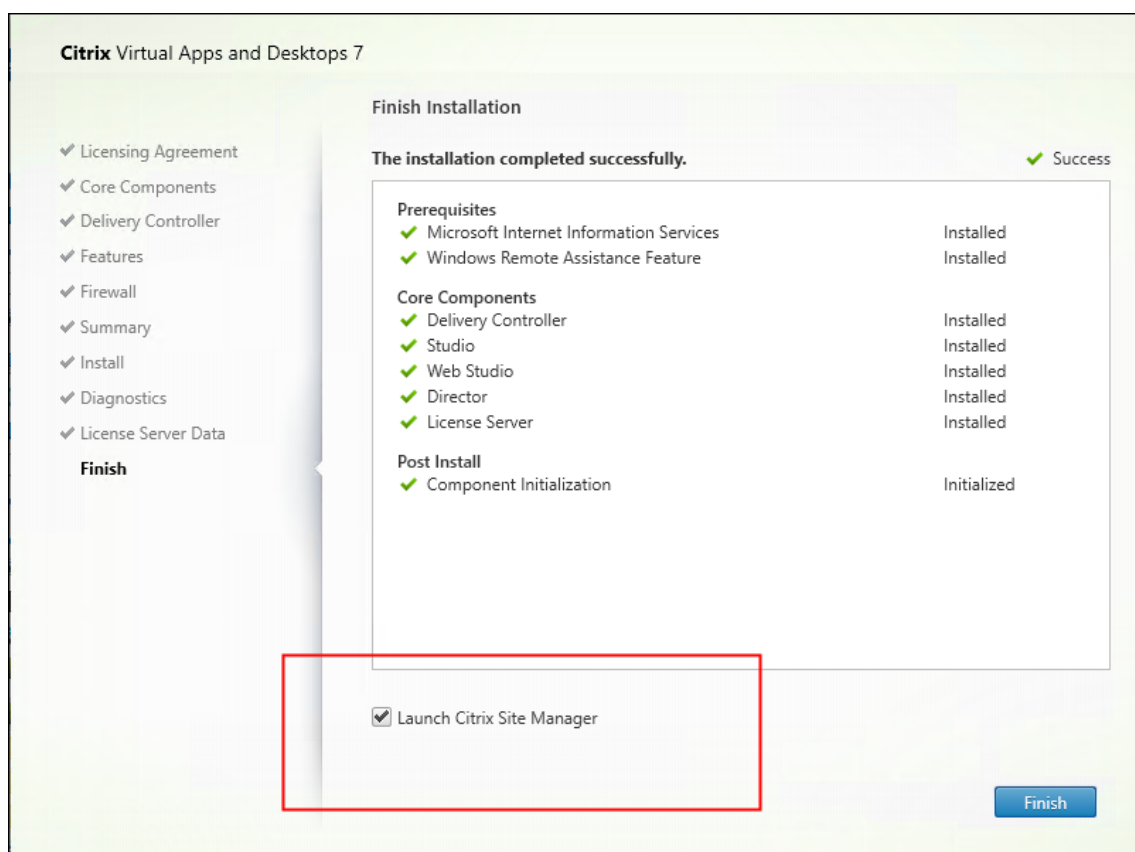 Citrix Virtual Apps and Desktops 7
Licensing Agreement
Core Components
Delivery Controller
Features
Firewall
Summary
Install
Diagnostics
License Server Data
Finish
Finish Installation
The installation completed successfully. Success
Prerequisites
Microsoft Internet Information Services Installed
Windows Remote Assistance Feature Installed
Core Components
Delivery Controller Installed
Studio Installed
Web Studio Installed
Director Installed
License Server Installed
Post Install
Component Initialization Initialized
Launch Citrix Site Manager
Finish